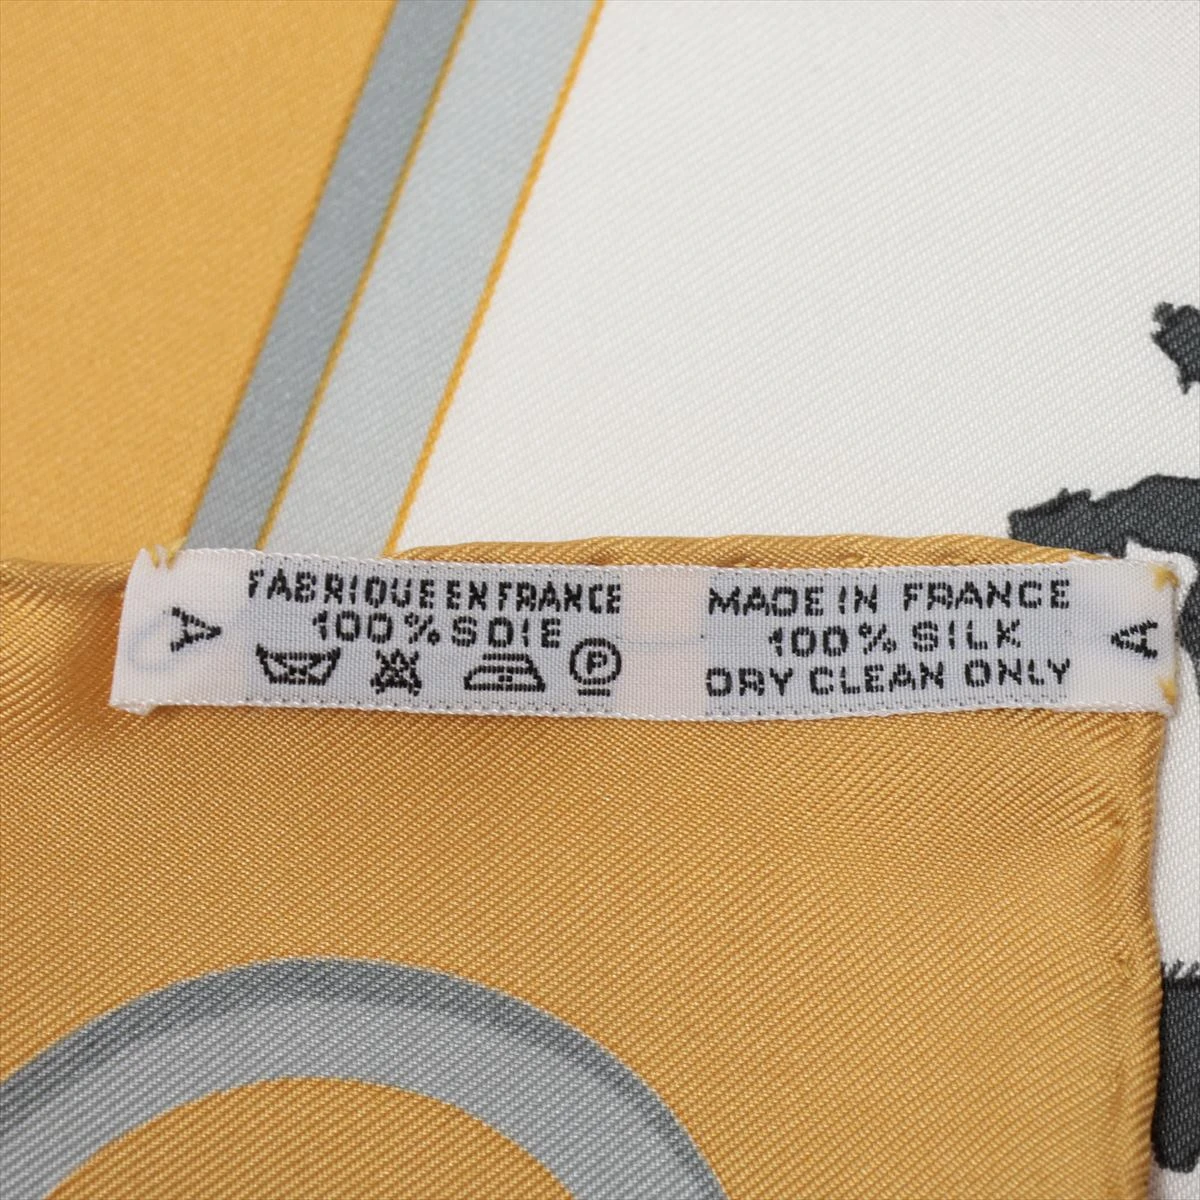 A
FABRIQUE EN FRANCE
100% SOIE
P
MADE IN FRANCE
100% SILK
DRY CLEAN ONLY
A